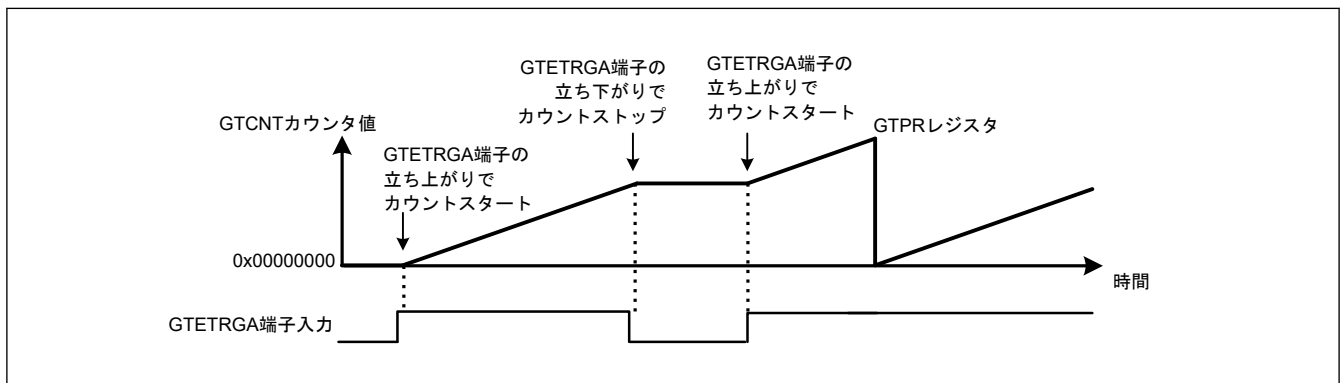 GTETRGA端子の
立ち下がりで
カウントストップ
GTETRGA端子の
立ち上がりで
カウントスタート
GTCNTカウンタ値
GTPRレジスタ
GTETRGA端子の
立ち上がりで
カウントスタート
0x00000000
時間
GTETRGA端子入力